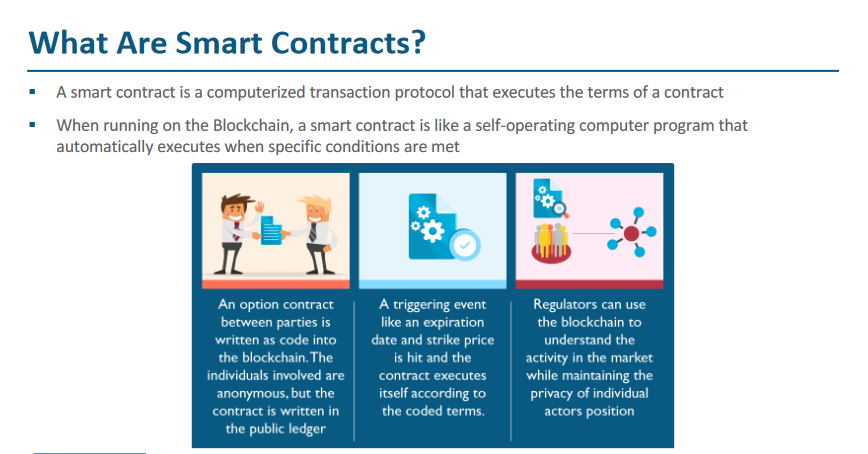 What Are Smart Contracts?
▪ A smart contract is a computerized transaction protocol that executes the terms of a contract
▪ When running on the Blockchain, a smart contract is like a self-operating computer program that
automatically executes when specific conditions are met
An option contract
between parties is
written as code into
the blockchain. The
individuals involved are
anonymous, but the
contract is written in
the public ledger
A triggering event
like an expiration
date and strike price
is hit and the
contract executes
itself according to
the coded terms.
Regulators can use
the blockchain to
understand the
activity in the market
while maintaining the
privacy of individual
actors position